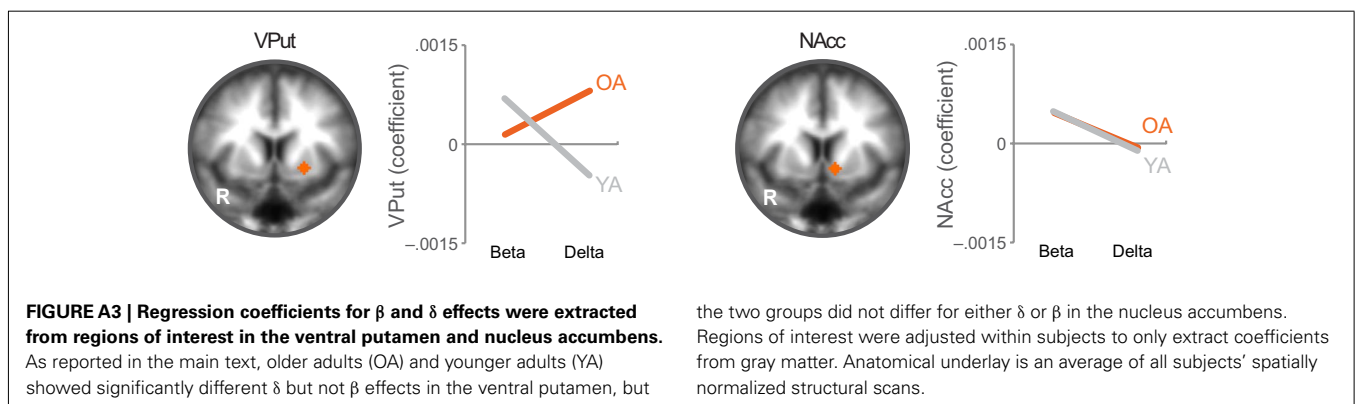 VPut
.0015
0
–.0015
VPut (coefficient)
OA
YA
Beta Delta
R
NAcc
.0015
0
–.0015
NAcc (coefficient)
OA
YA
Beta Delta
R
FIGURE A3 | Regression coefficients for β and δ effects were extracted
from regions of interest in the ventral putamen and nucleus accumbens.
As reported in the main text, older adults (OA) and younger adults (YA)
showed significantly different δ but not β effects in the ventral putamen, but
the two groups did not differ for either δ or β in the nucleus accumbens.
Regions of interest were adjusted within subjects to only extract coefficients
from gray matter. Anatomical underlay is an average of all subjects’ spatially
normalized structural scans.